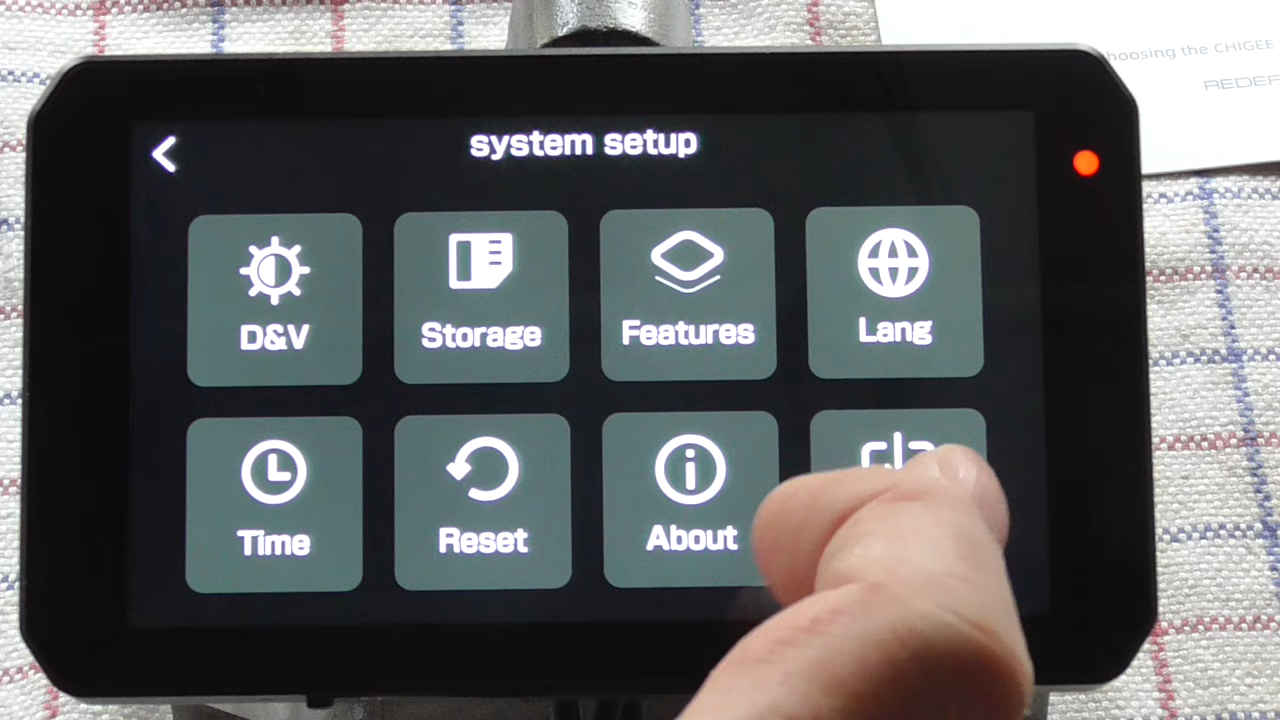 hoosing the CHIGEE
REDEF
system setup
D&V
Storage
Features
Lang
Time
Reset
About